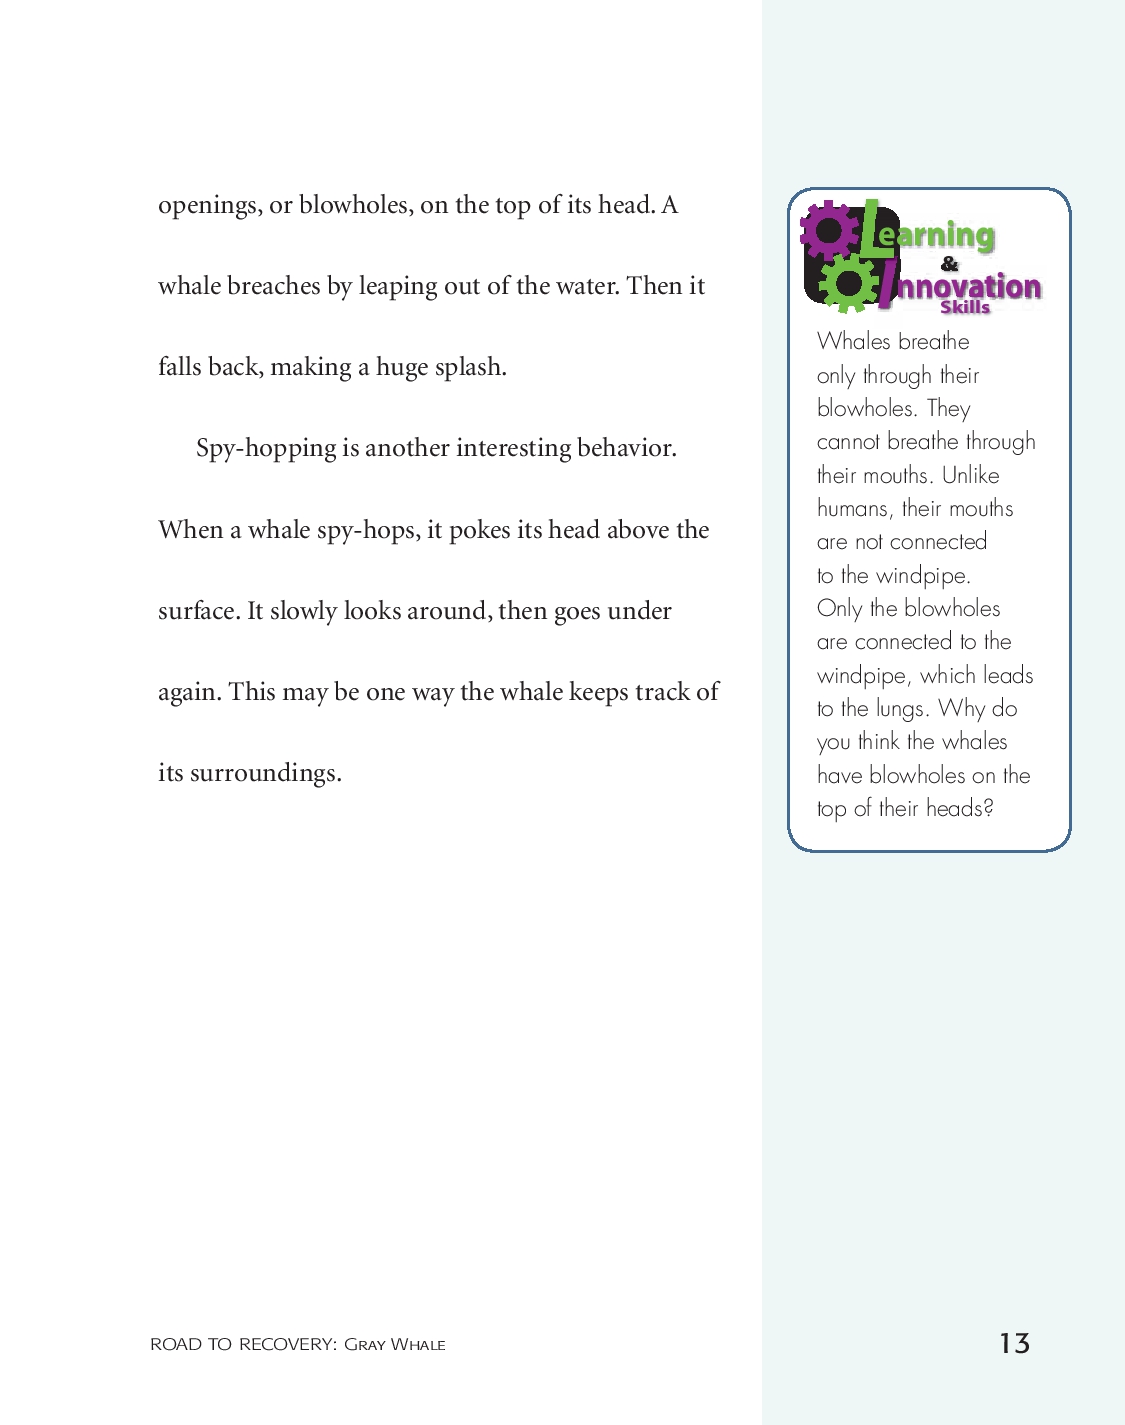 openings, or blowholes, on the top of its head. A
whale breaches by leaping out of the water. Then it
falls back, making a huge splash.
Spy-hopping is another interesting behavior.
When a whale spy-hops, it pokes its head above the
surface. It slowly looks around, then goes under
again. This may be one way the whale keeps track of
its surroundings.
Learning
&
Innovation
Skills
Whales breathe
only through their
blowholes. They
cannot breathe through
their mouths. Unlike
humans, their mouths
are not connected
to the windpipe.
Only the blowholes
are connected to the
windpipe, which leads
to the lungs. Why do
you think the whales
have blowholes on the
top of their heads?
ROAD TO RECOVERY: Gray Whale
13